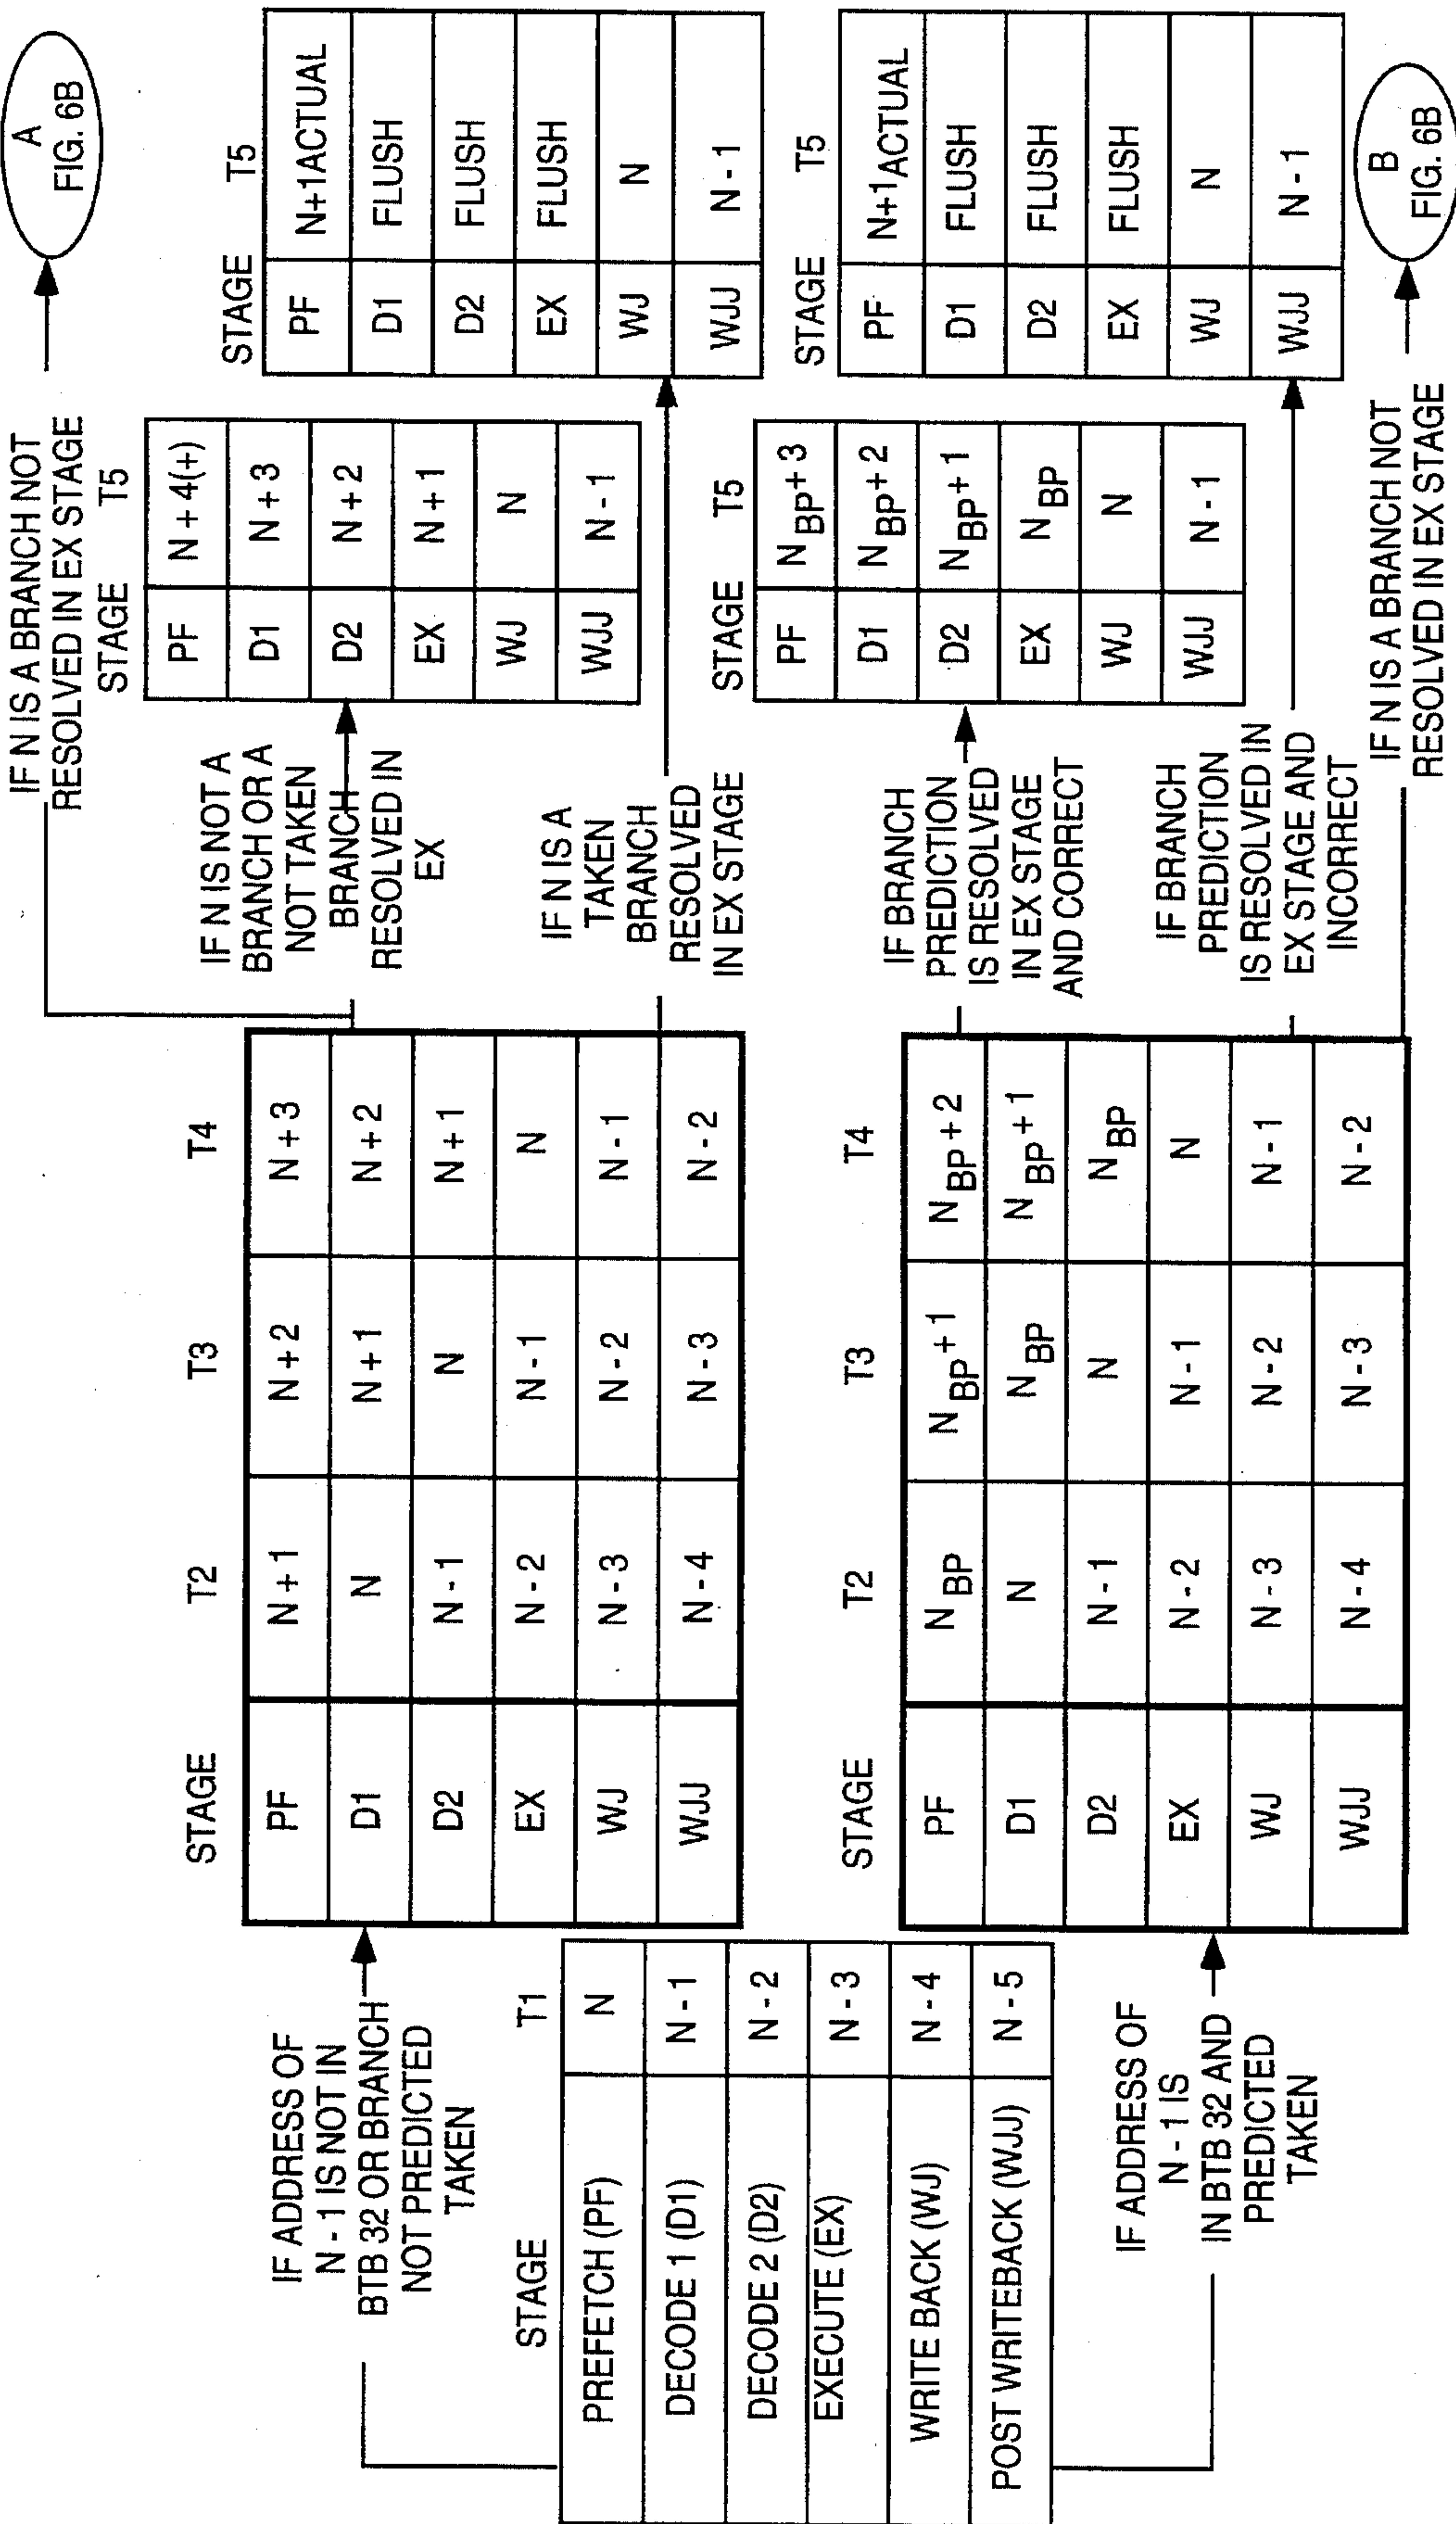 STAGE T1
PREFETCH (PF) N
DECODE 1 (D1) N - 1
DECODE 2 (D2) N - 2
EXECUTE (EX) N - 3
WRITE BACK (WJ) N - 4
POST WRITEBACK (WJJ) N - 5
IF ADDRESS OF
N - 1 IS NOT IN
BTB 32 OR BRANCH
NOT PREDICTED
TAKEN
STAGE T2 T3 T4
PF N + 1 N + 2 N + 3
D1 N N + 1 N + 2
D2 N - 1 N N + 1
EX N - 2 N - 1 N
WJ N - 3 N - 2 N - 1
WJJ N - 4 N - 3 N - 2
IF N IS A BRANCH NOT
RESOLVED IN EX STAGE
A
FIG. 6B
IF N IS NOT A
BRANCH OR A
NOT TAKEN
BRANCH
RESOLVED IN
EX
STAGE T5
PF N + 4(+)
D1 N + 3
D2 N + 2
EX N + 1
WJ N
WJJ N - 1
IF N IS A
TAKEN
BRANCH
RESOLVED
IN EX STAGE
STAGE T5
PF N+1ACTUAL
D1 FLUSH
D2 FLUSH
EX FLUSH
WJ N
WJJ N - 1
IF ADDRESS OF
N - 1 IS
IN BTB 32 AND
PREDICTED
TAKEN
STAGE T2 T3 T4
PF N BP N BP + 1 N BP + 2
D1 N N BP N BP + 1
D2 N - 1 N N BP
EX N - 2 N - 1 N
WJ N - 3 N - 2 N - 1
WJJ N - 4 N - 3 N - 2
IF BRANCH
PREDICTION
IS RESOLVED
IN EX STAGE
AND CORRECT
STAGE T5
PF N BP + 3
D1 N BP + 2
D2 N BP + 1
EX N BP
WJ N
WJJ N - 1
IF BRANCH
PREDICTION
IS RESOLVED IN
EX STAGE AND
INCORRECT
STAGE T5
PF N+1ACTUAL
D1 FLUSH
D2 FLUSH
EX FLUSH
WJ N
WJJ N - 1
IF N IS A BRANCH NOT
RESOLVED IN EX STAGE
B
FIG. 6B